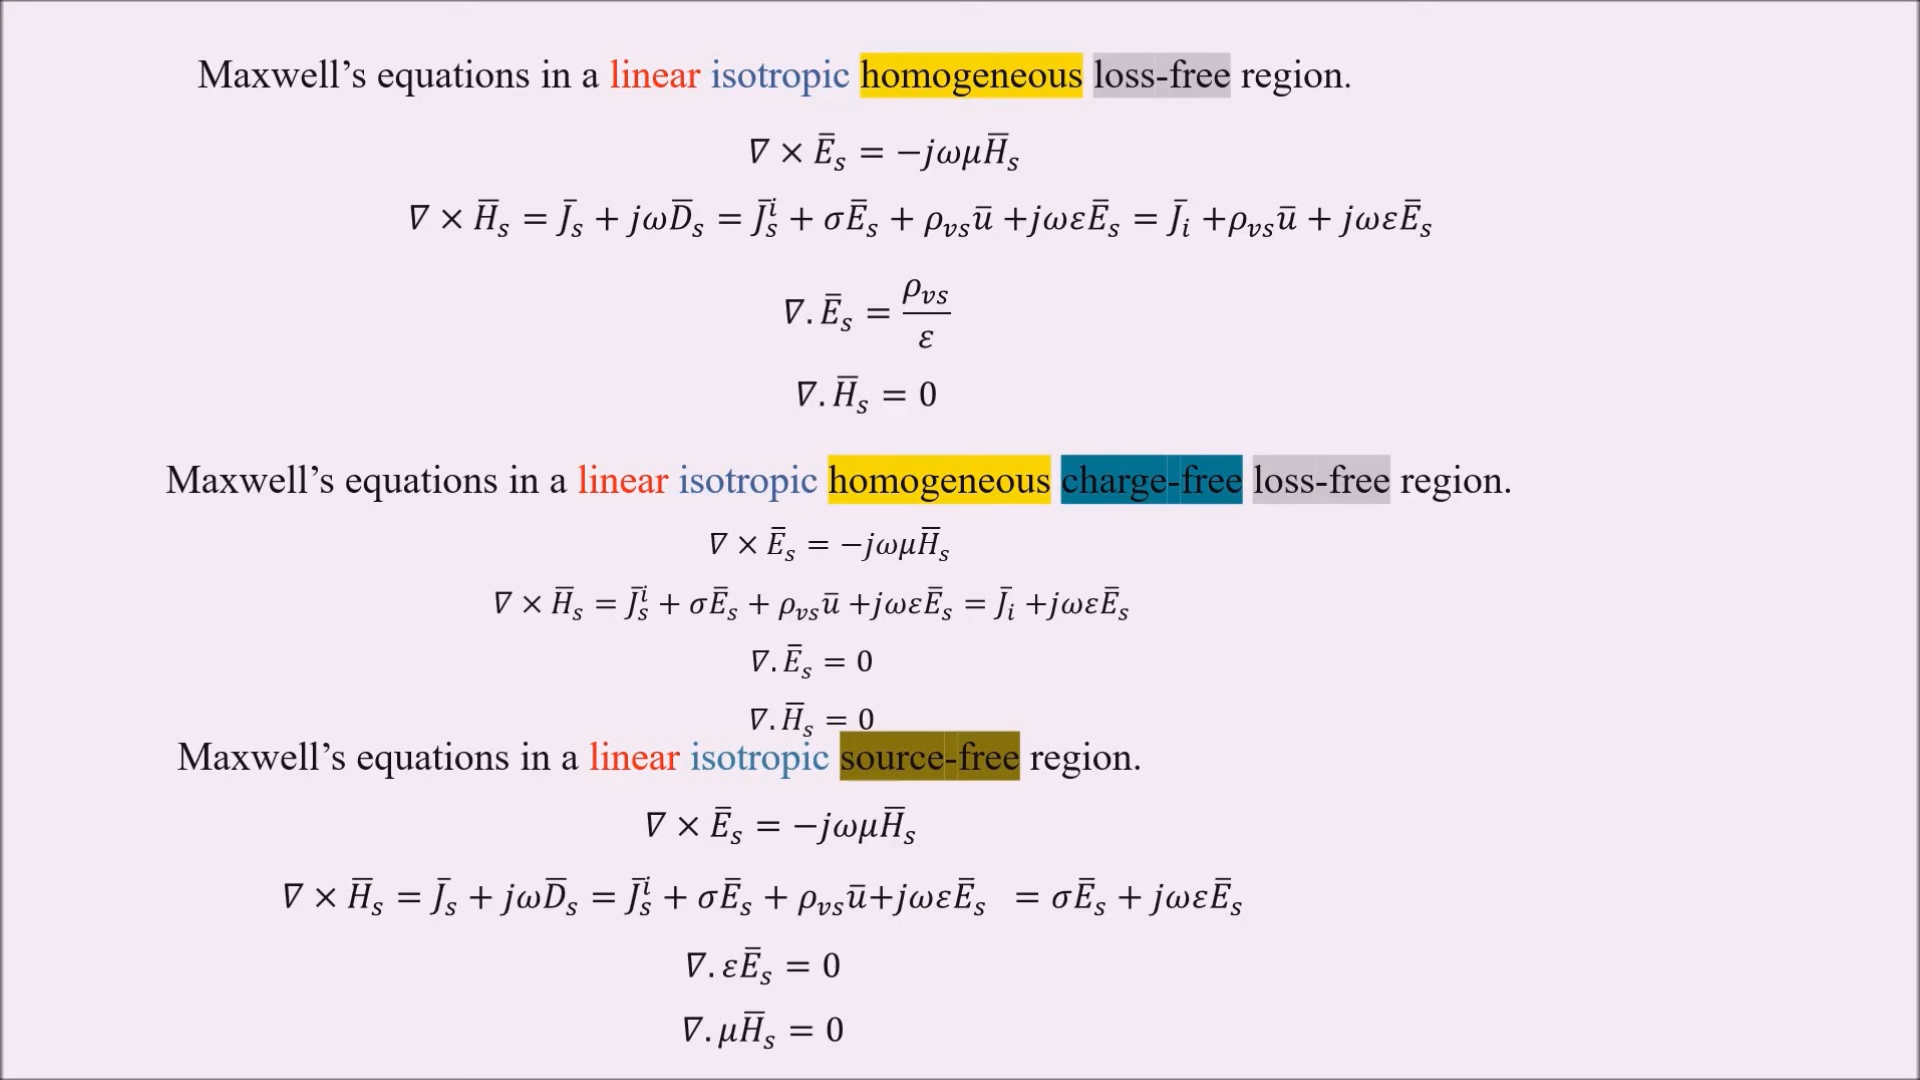 Maxwell’s equations in a linear isotropic homogeneous loss-free region.
∇ × Ē_s = −jωμH̄_s
∇ × H̄_s = J̄_s + jωD̄_s = J̄_s^i + σĒ_s + ρ_vs ū +jωεĒ_s = J̄_i +ρ_vs ū + jωεĒ_s
∇. Ē_s = ρ_vs / ε
∇. H̄_s = 0
Maxwell’s equations in a linear isotropic homogeneous charge-free loss-free region.
∇ × Ē_s = −jωμH̄_s
∇ × H̄_s = J̄_s^i + σĒ_s + ρ_vs ū +jωεĒ_s = J̄_i +jωεĒ_s
∇. Ē_s = 0
∇. H̄_s = 0
Maxwell’s equations in a linear isotropic source-free region.
∇ × Ē_s = −jωμH̄_s
∇ × H̄_s = J̄_s + jωD̄_s = J̄_s^i + σĒ_s + ρ_vs ū+jωεĒ_s = σĒ_s + jωεĒ_s
∇. εĒ_s = 0
∇. μH̄_s = 0